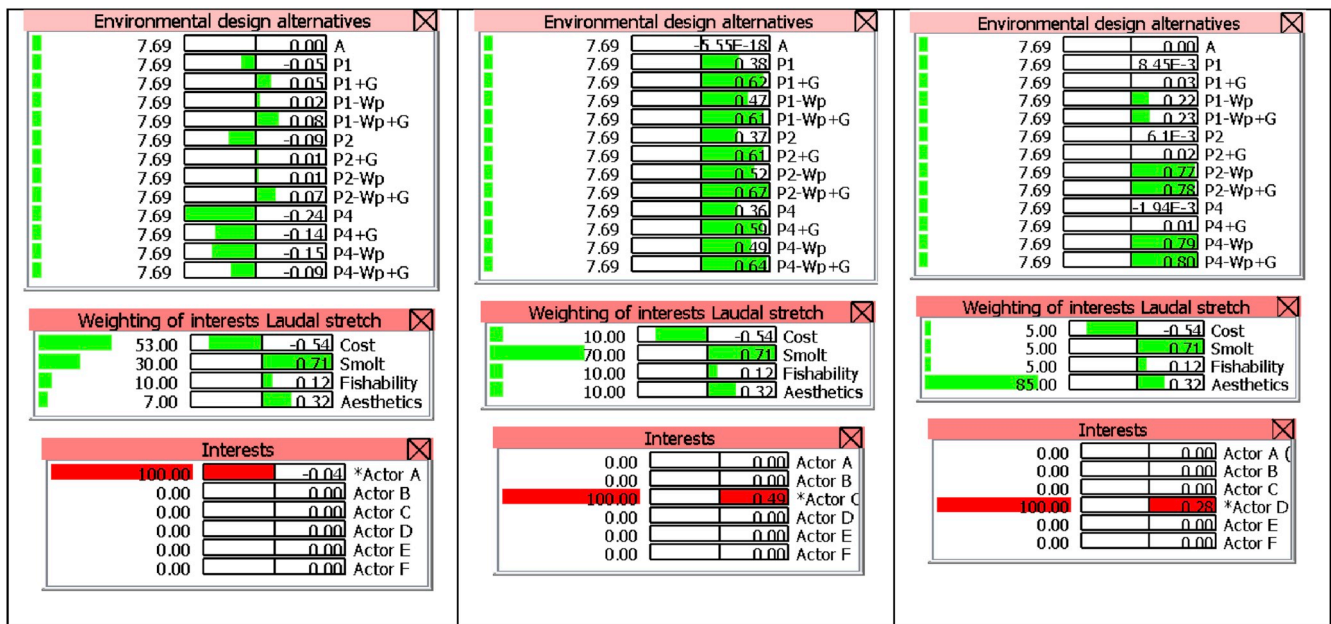 Environmental design alternatives
7.69 0.00 A
7.69 -0.05 P1
7.69 0.05 P1+G
7.69 0.02 P1-Wp
7.69 0.08 P1-Wp+G
7.69 -0.09 P2
7.69 0.01 P2+G
7.69 0.01 P2-Wp
7.69 0.07 P2-Wp+G
7.69 -0.24 P4
7.69 -0.14 P4+G
7.69 -0.15 P4-Wp
7.69 -0.09 P4-Wp+G
Weighting of interests Laudal stretch
53.00 -0.54 Cost
30.00 0.71 Smolt
10.00 0.12 Fishability
7.00 0.32 Aesthetics
Interests
100.00 -0.04 *Actor A
0.00 0.00 Actor B
0.00 0.00 Actor C
0.00 0.00 Actor D
0.00 0.00 Actor E
0.00 0.00 Actor F
Environmental design alternatives
7.69 -5.55E-18 A
7.69 0.38 P1
7.69 0.62 P1+G
7.69 0.47 P1-Wp
7.69 0.61 P1-Wp+G
7.69 0.37 P2
7.69 0.61 P2+G
7.69 0.52 P2-Wp
7.69 0.67 P2-Wp+G
7.69 0.36 P4
7.69 0.59 P4+G
7.69 0.49 P4-Wp
7.69 0.64 P4-Wp+G
Weighting of interests Laudal stretch
10.00 -0.54 Cost
70.00 0.71 Smolt
10.00 0.12 Fishability
10.00 0.32 Aesthetics
Interests
0.00 0.00 Actor A
0.00 0.00 Actor B
100.00 0.49 *Actor C
0.00 0.00 Actor D
0.00 0.00 Actor E
0.00 0.00 Actor F
Environmental design alternatives
7.69 0.00 A
7.69 8.45E-3 P1
7.69 0.03 P1+G
7.69 0.22 P1-Wp
7.69 0.23 P1-Wp+G
7.69 6.1E-3 P2
7.69 0.02 P2+G
7.69 0.77 P2-Wp
7.69 0.78 P2-Wp+G
7.69 -1.94E-3 P4
7.69 0.01 P4+G
7.69 0.79 P4-Wp
7.69 0.80 P4-Wp+G
Weighting of interests Laudal stretch
5.00 -0.54 Cost
5.00 0.71 Smolt
5.00 0.12 Fishability
85.00 0.32 Aesthetics
Interests
0.00 0.00 Actor A (
0.00 0.00 Actor B
0.00 0.00 Actor C
100.00 0.28 *Actor D
0.00 0.00 Actor E
0.00 0.00 Actor F